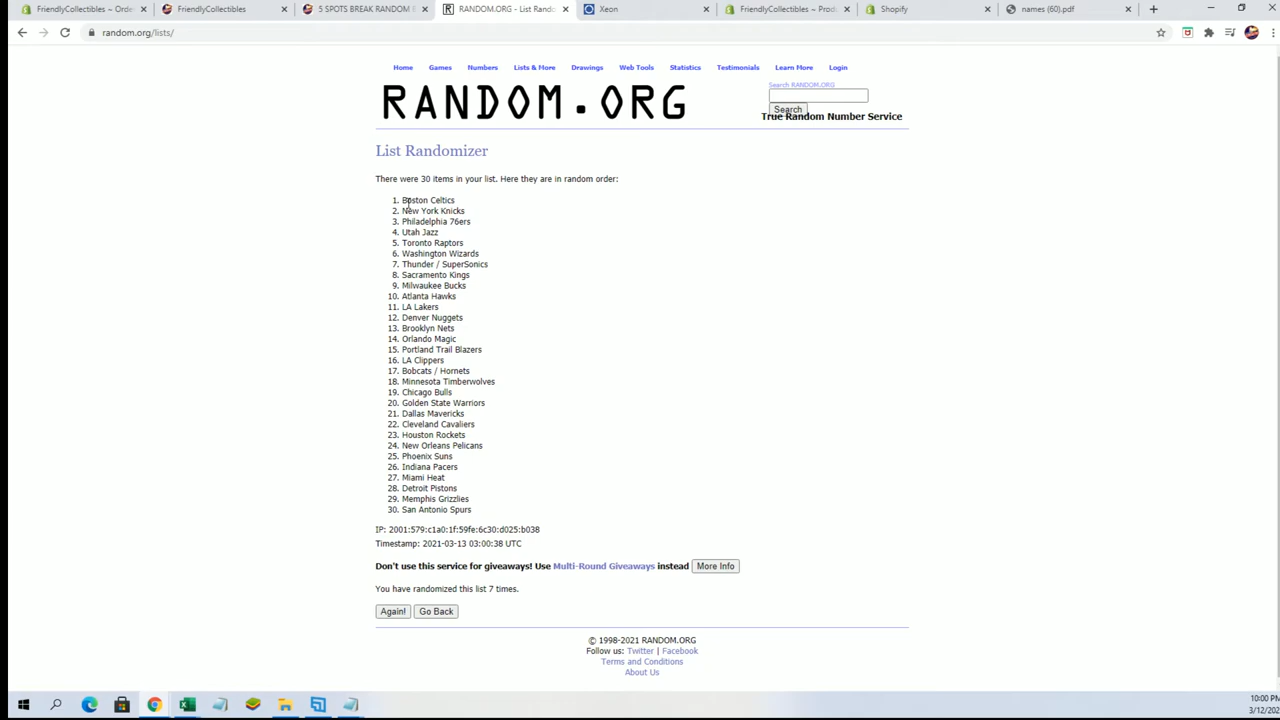 FriendlyCollectibles ~ Orde
FriendlyCollectibles
5 SPOTS BREAK RANDOM
RANDOM.ORG - List Rando
Xeon
FriendlyCollectibles ~ Produ
Shopify
names (60).pdf
random.org/lists/
Home Games Numbers Lists & More Drawings Web Tools Statistics Testimonials Learn More Login
RANDOM.ORG
Search RANDOM.ORG
Search
True Random Number Service
List Randomizer
There were 30 items in your list. Here they are in random order:
1. Boston Celtics
2. New York Knicks
3. Philadelphia 76ers
4. Utah Jazz
5. Toronto Raptors
6. Washington Wizards
7. Thunder / SuperSonics
8. Sacramento Kings
9. Milwaukee Bucks
10. Atlanta Hawks
11. LA Lakers
12. Denver Nuggets
13. Brooklyn Nets
14. Orlando Magic
15. Portland Trail Blazers
16. LA Clippers
17. Bobcats / Hornets
18. Minnesota Timberwolves
19. Chicago Bulls
20. Golden State Warriors
21. Dallas Mavericks
22. Cleveland Cavaliers
23. Houston Rockets
24. New Orleans Pelicans
25. Phoenix Suns
26. Indiana Pacers
27. Miami Heat
28. Detroit Pistons
29. Memphis Grizzlies
30. San Antonio Spurs
IP: 2001:579:c1a0:1f:59fe:6c30:d025:b038
Timestamp: 2021-03-13 03:00:38 UTC
Don't use this service for giveaways! Use Multi-Round Giveaways instead More Info
You have randomized this list 7 times.
Again! Go Back
© 1998-2021 RANDOM.ORG
Follow us: Twitter | Facebook
Terms and Conditions
About Us
10:00 PM
3/12/202